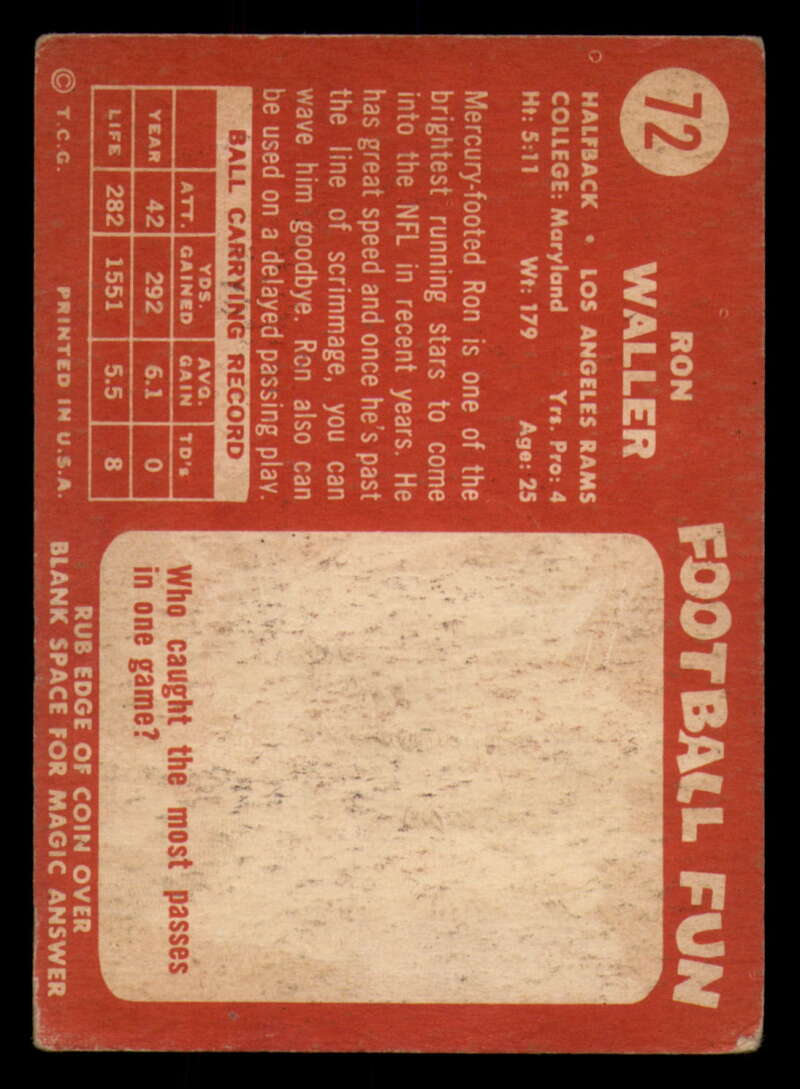 72
RON
WALLER
HALFBACK • LOS ANGELES RAMS
COLLEGE: Maryland Yrs. Pro: 4
Ht: 5:11 Wt: 179 Age: 25
Mercury-footed Ron is one of the
brightest running stars to come
into the NFL in recent years. He
has great speed and once he's past
the line of scrimmage, you can
wave him goodbye. Ron also can
be used on a delayed passing play.
BALL CARRYING RECORD
ATT. YDS. GAINED AVG. GAIN TD's
YEAR 42 292 6.1 0
LIFE 282 1551 5.5 8
© T.C.G. PRINTED IN U.S.A.
FOOTBALL FUN
Who caught the most passes
in one game?
RUB EDGE OF COIN OVER
BLANK SPACE FOR MAGIC ANSWER